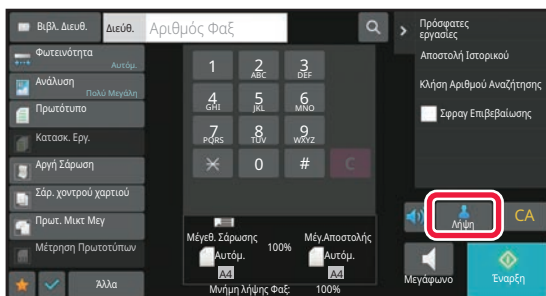 Βιβλ. Διευθ.
Διεύθ.
Αριθμός Φαξ
Πρόσφατες
εργασίες
Φωτεινότητα
Αυτόμ.
Αποστολή Ιστορικού
Ανάλυση
Πολύ Μεγάλη
Κλήση Αριθμού Αναζήτησης
Πρωτότυπο
Σφραγ Επιβεβαίωσης
Κατασκ. Εργ.
Αργή Σάρωση
Σάρ. χοντρού χαρτιού
Πρωτ. Μικτ Μεγ
Μέτρηση Πρωτοτύπων
Άλλα
1 2 3
ABC DEF
4 5 6
GHI JKL MNO
7 8 9
PQRS TUV WXYZ
0 # C
Μέγεθ. Σάρωσης
100%
Μέγ.Αποστολής
Αυτόμ.
Αυτόμ.
A4
A4
Μνήμη λήψης Φαξ: 100%
Λήψη
CA
Μεγάφωνο
Έναρξη